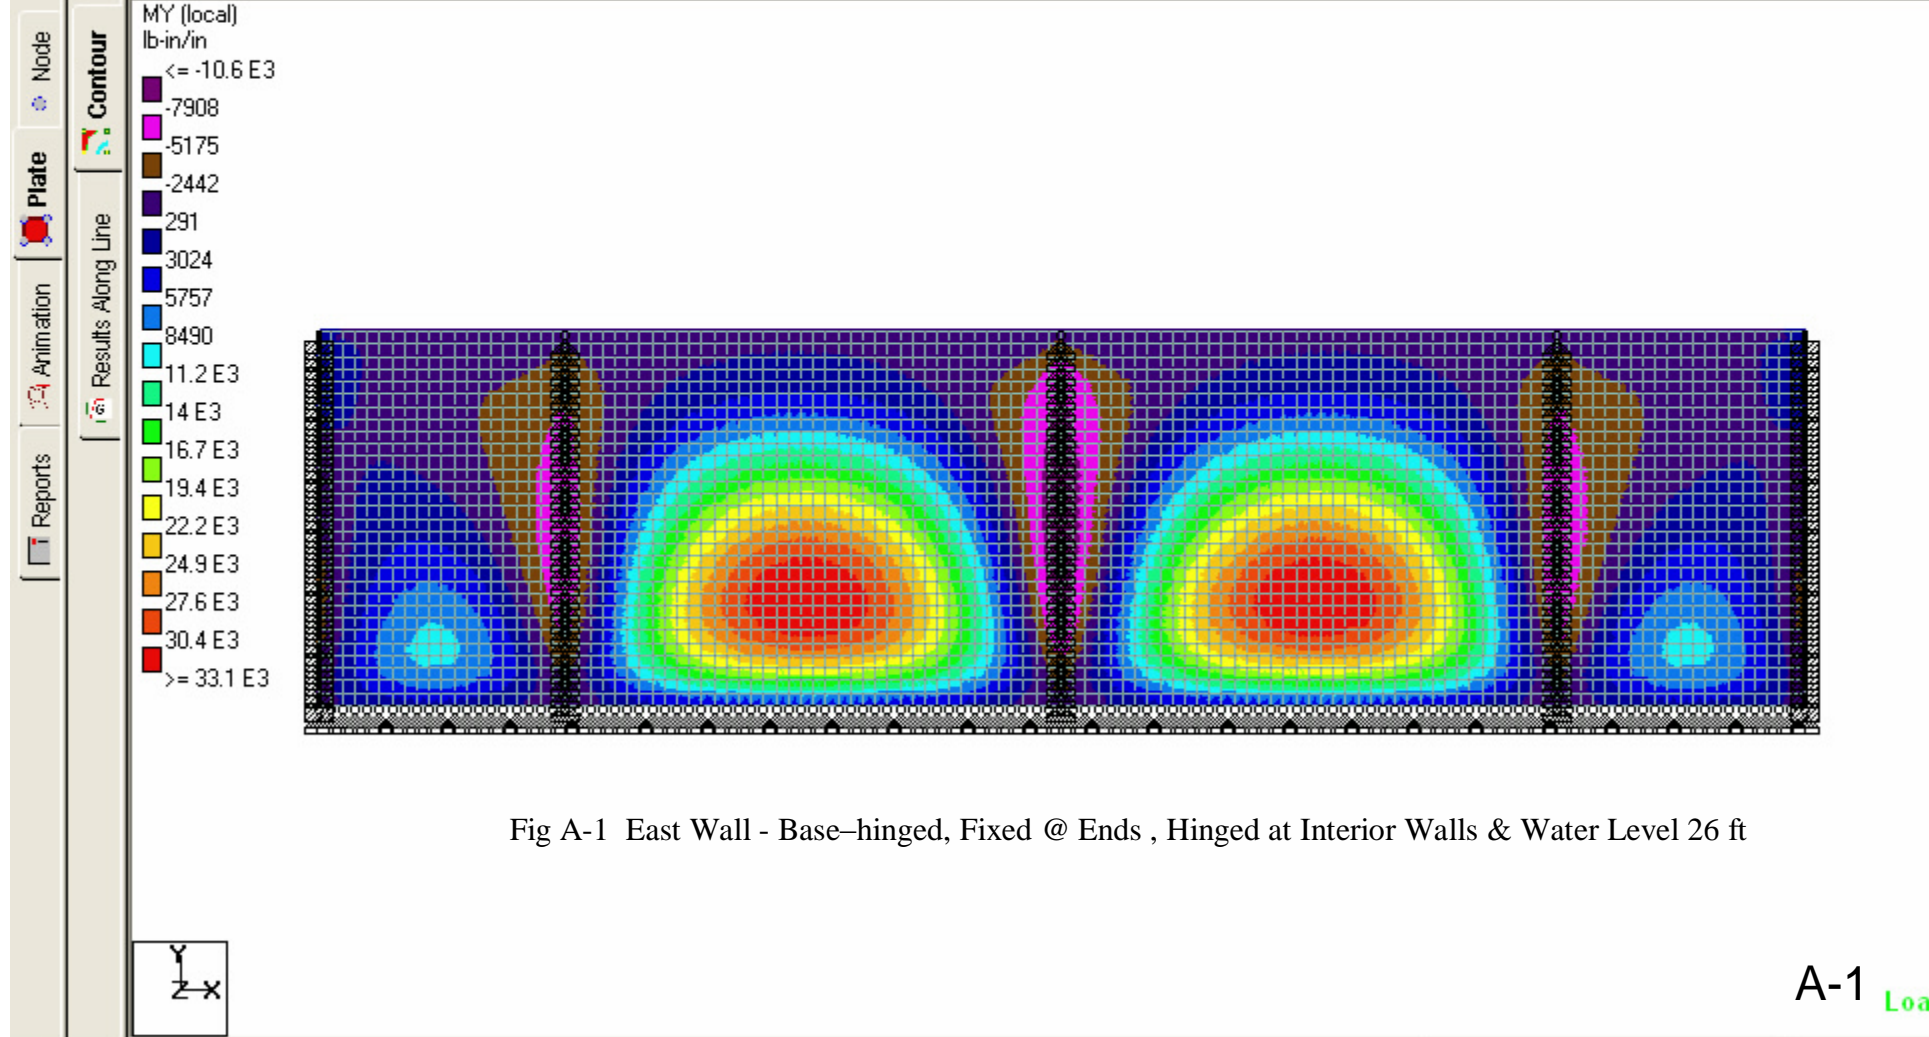 Node
Plate
Animation
Reports
Contour
Results Along Line
MY (local)
lb-in/in
<= -10.6 E3
-7908
-5175
-2442
291
3024
5757
8490
11.2 E3
14 E3
16.7 E3
19.4 E3
22.2 E3
24.9 E3
27.6 E3
30.4 E3
>= 33.1 E3
Fig A-1 East Wall - Base–hinged, Fixed @ Ends , Hinged at Interior Walls & Water Level 26 ft
Y
Z X
A-1
Loa